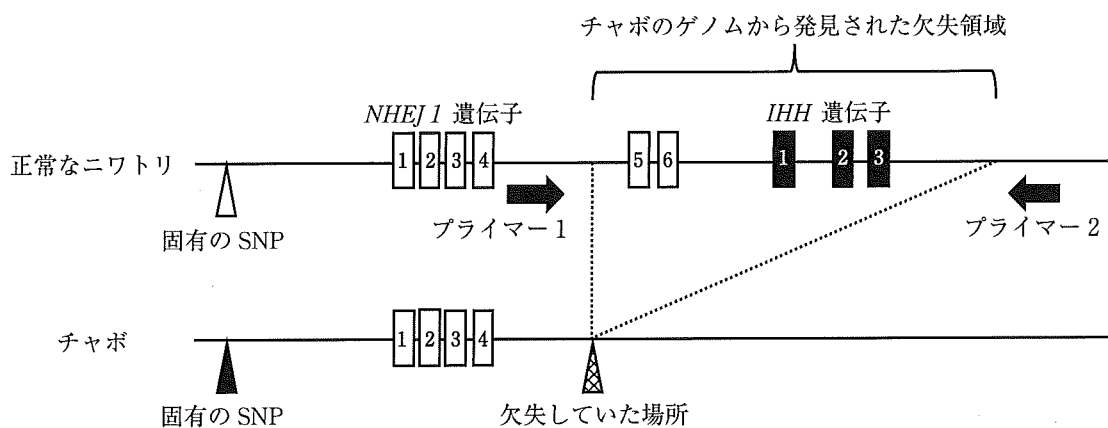 チャボのゲノムから発見された欠失領域
NHEJ1 遺伝子
IHH 遺伝子
正常なニワトリ
1 2 3 4
5 6
1 2 3
固有の SNP
プライマー1
プライマー2
チャボ
1 2 3 4
固有の SNP
欠失していた場所